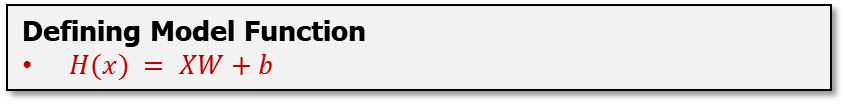 Defining Model Function
• H(x) = XW + b